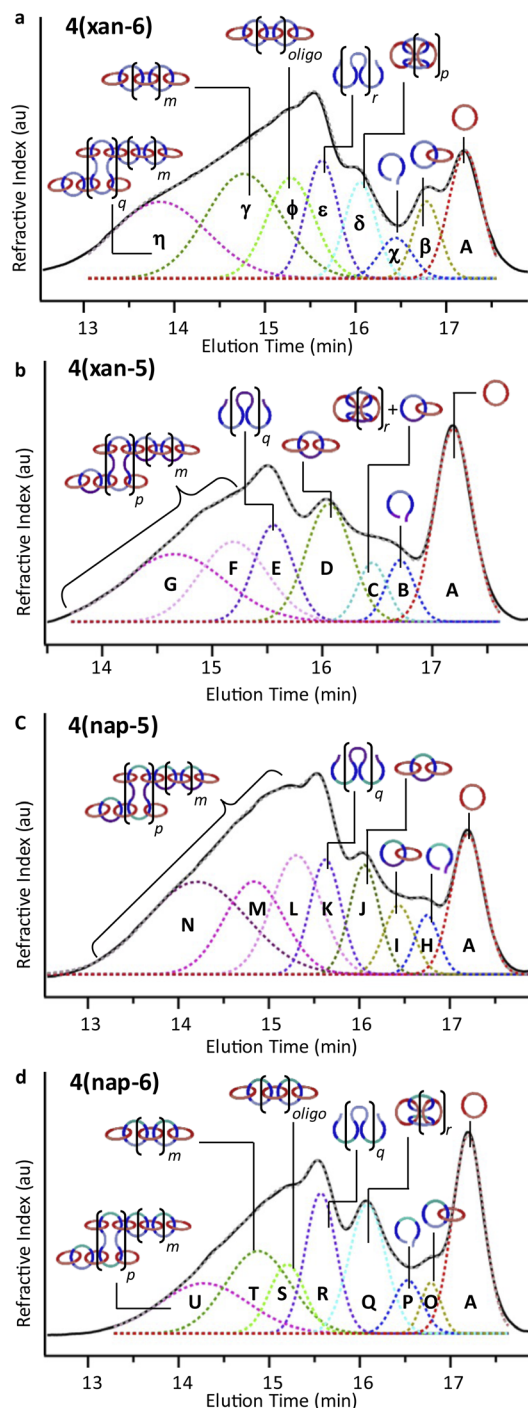 a 4(xan-6)
oligo
m
r
p
m
q
η γ ϕ ε δ χ β A
Refractive Index (au)
13 14 15 16 17
Elution Time (min)
b 4(xan-5)
q
r + 
m
p
G F E D C B A
Refractive Index (au)
14 15 16 17
Elution Time (min)
C 4(nap-5)
q
m
p
N M L K J I H A
Refractive Index (au)
13 14 15 16 17
Elution Time (min)
d 4(nap-6)
oligo
m
q
r
m
p
U T S R Q P O A
Refractive Index (au)
13 14 15 16 17
Elution Time (min)